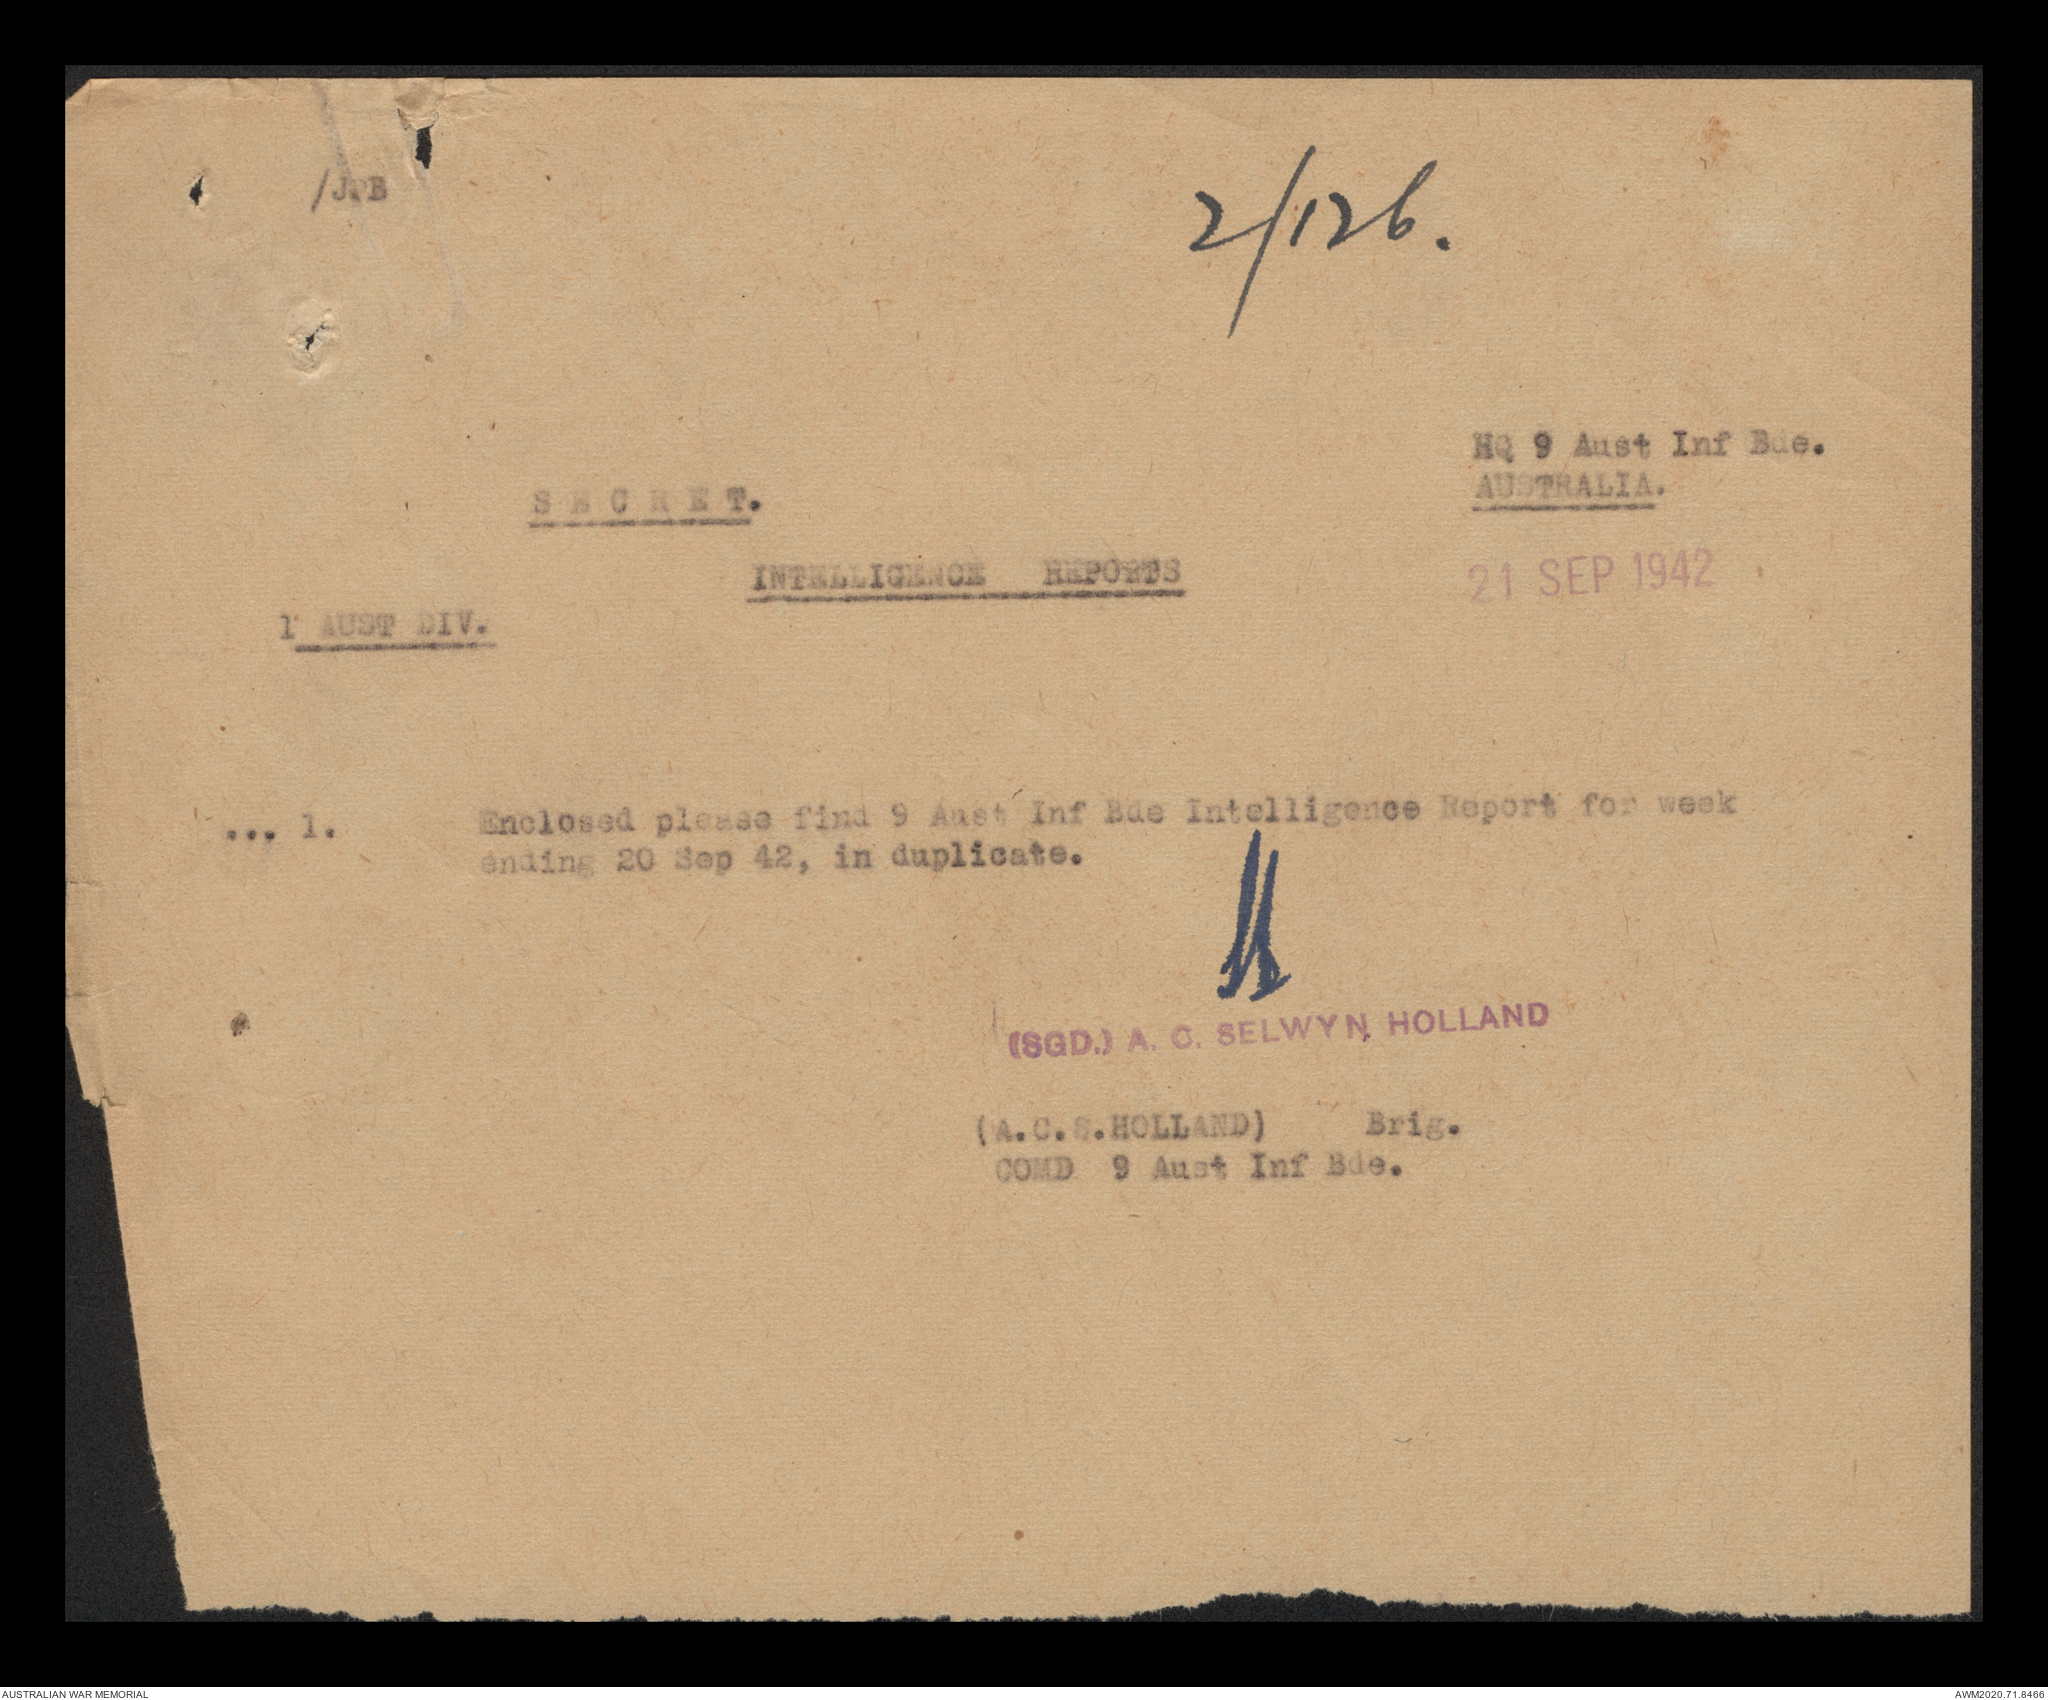 /JPB
2/126.
HQ 9 Aust Inf Bde.
AUSTRALIA.
S E C R E T.
21 SEP 1942
INTELLIGENCE REPORTS
1 AUST DIV.
... 1. Enclosed please find 9 Aust Inf Bde Intelligence Report for week
ending 20 Sep 42, in duplicate.
(SGD.) A. C. SELWYN HOLLAND
(A.C.S.HOLLAND) Brig.
COMD 9 Aust Inf Bde.
AUSTRALIAN WAR MEMORIAL
AWM2020.71.8466